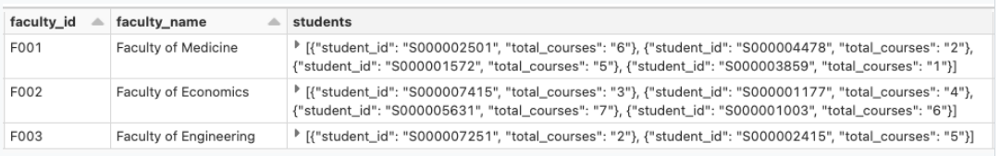 faculty_id faculty_name students
F001 Faculty of Medicine [{"student_id": "S000002501", "total_courses": "6"}, {"student_id": "S000004478", "total_courses": "2"},
{"student_id": "S000001572", "total_courses": "5"}, {"student_id": "S000003859", "total_courses": "1"}]
F002 Faculty of Economics [{"student_id": "S000007415", "total_courses": "3"}, {"student_id": "S000001177", "total_courses": "4"},
{"student_id": "S000005631", "total_courses": "7"}, {"student_id": "S000001003", "total_courses": "6"}]
F003 Faculty of Engineering [{"student_id": "S000007251", "total_courses": "2"}, {"student_id": "S000002415", "total_courses": "5"}]